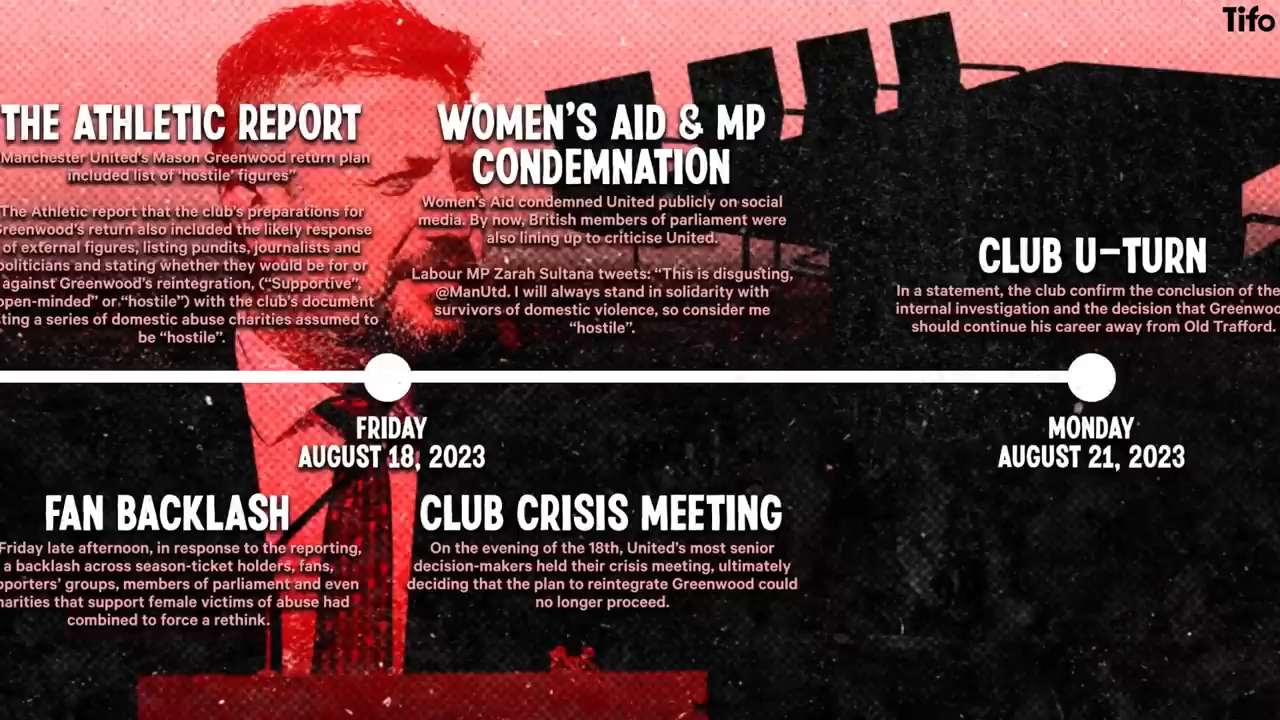 Tifo
THE ATHLETIC REPORT
Manchester United's Mason Greenwood return plan
included list of ‘hostile’ figures”
The Athletic report that the club's preparations for
Greenwood's return also included the likely response
of external figures, listing pundits, journalists and
politicians and stating whether they would be for or
against Greenwood's reintegration, (“Supportive”,
open-minded” or “hostile”) with the club's document
ting a series of domestic abuse charities assumed to
be “hostile”.
WOMEN’S AID & MP
CONDEMNATION
Women's Aid condemned United publicly on social
media. By now, British members of parliament were
also lining up to criticise United.
Labour MP Zarah Sultana tweets: “This is disgusting,
@ManUtd. I will always stand in solidarity with
survivors of domestic violence, so consider me
“hostile”.
CLUB U-TURN
In a statement, the club confirm the conclusion of the
internal investigation and the decision that Greenwoo
should continue his career away from Old Trafford.
FRIDAY
AUGUST 18, 2023
MONDAY
AUGUST 21, 2023
FAN BACKLASH
Friday late afternoon, in response to the reporting,
a backlash across season-ticket holders, fans,
pporters’ groups, members of parliament and even
harities that support female victims of abuse had
combined to force a rethink.
CLUB CRISIS MEETING
On the evening of the 18th, United's most senior
decision-makers held their crisis meeting, ultimately
deciding that the plan to reintegrate Greenwood could
no longer proceed.